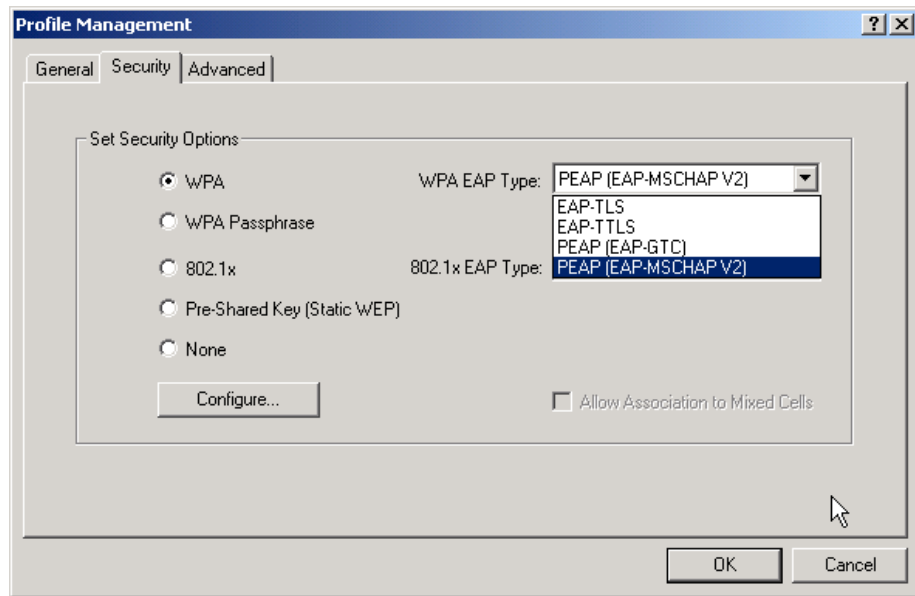 Profile Management
General Security Advanced
Set Security Options
WPA WPA EAP Type: PEAP (EAP-MSCHAP V2)
EAP-TLS
WPA Passphrase EAP-TTLS
PEAP (EAP-GTC)
802.1x 802.1x EAP Type: PEAP (EAP-MSCHAP V2)
Pre-Shared Key (Static WEP)
None
Configure... Allow Association to Mixed Cells
OK Cancel